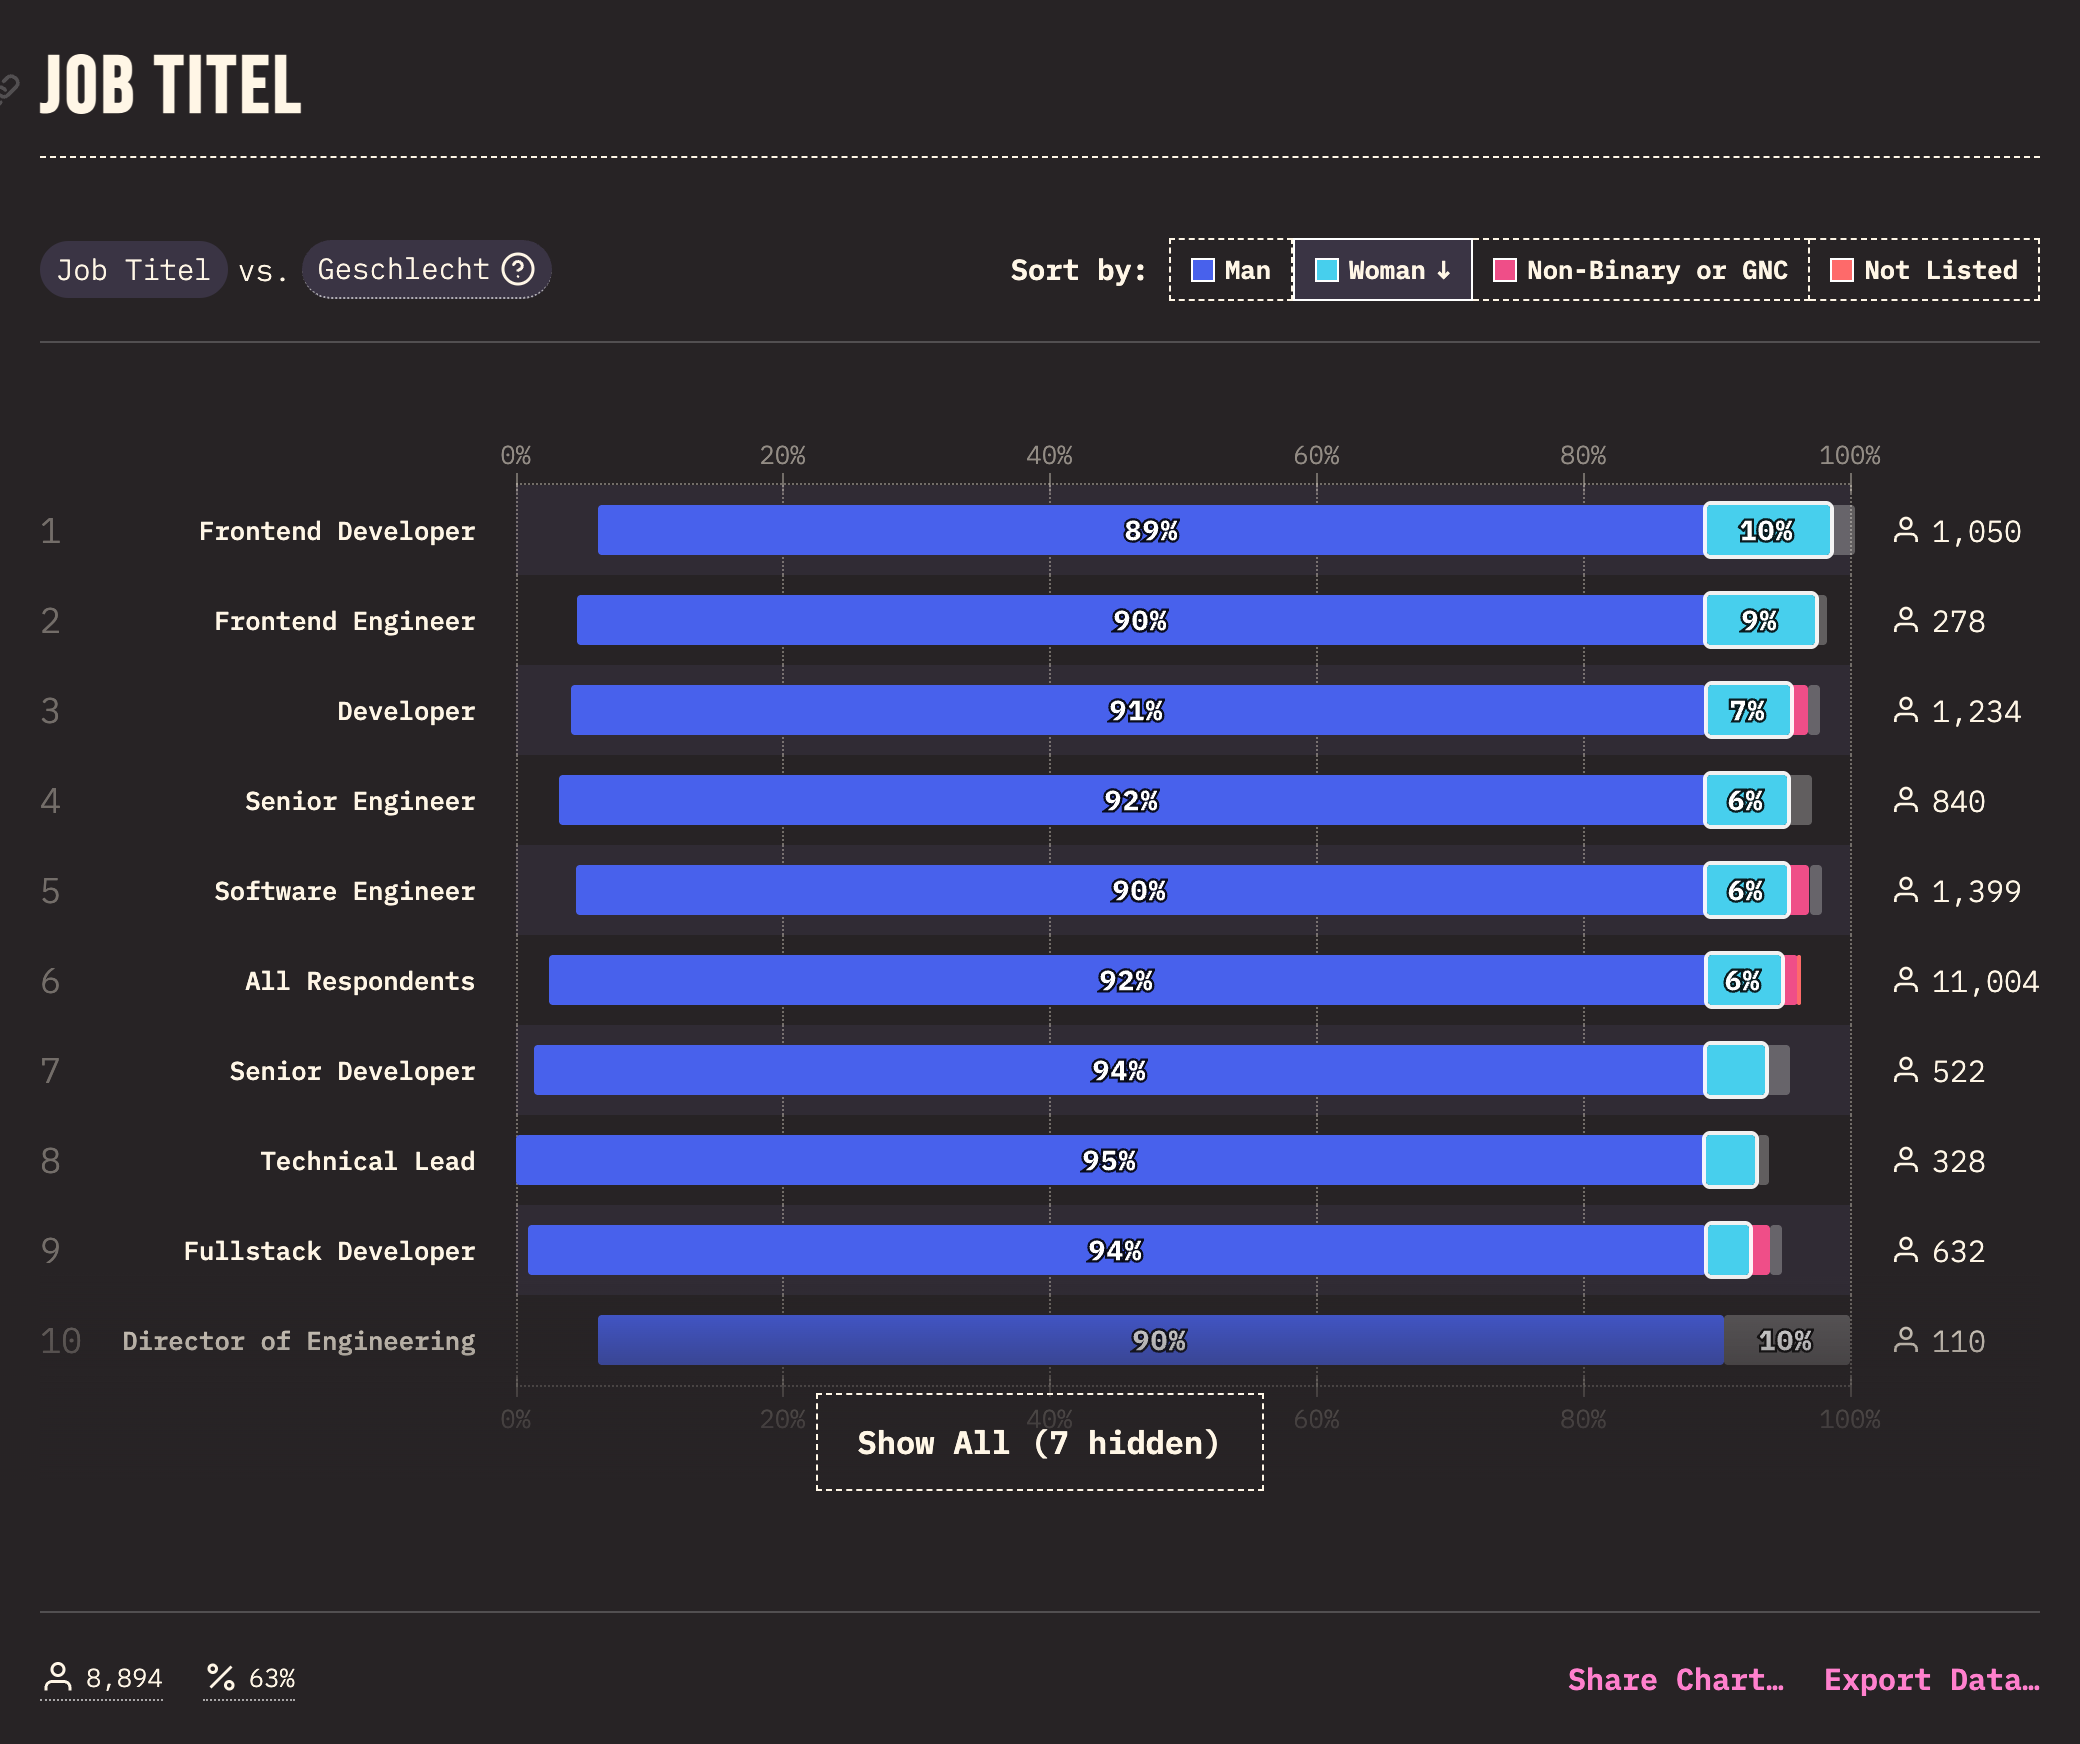 JOB TITEL
Job Titel vs. Geschlecht ?
Sort by: Man Woman ↓ Non-Binary or GNC Not Listed
0% 20% 40% 60% 80% 100%
1 Frontend Developer 89% 10% 1,050
2 Frontend Engineer 90% 9% 278
3 Developer 91% 7% 1,234
4 Senior Engineer 92% 6% 840
5 Software Engineer 90% 6% 1,399
6 All Respondents 92% 6% 11,004
7 Senior Developer 94% 522
8 Technical Lead 95% 328
9 Fullstack Developer 94% 632
10 Director of Engineering 90% 10% 110
0% 20% 40% 60% 80% 100%
Show All (7 hidden)
8,894 % 63% Share Chart… Export Data…